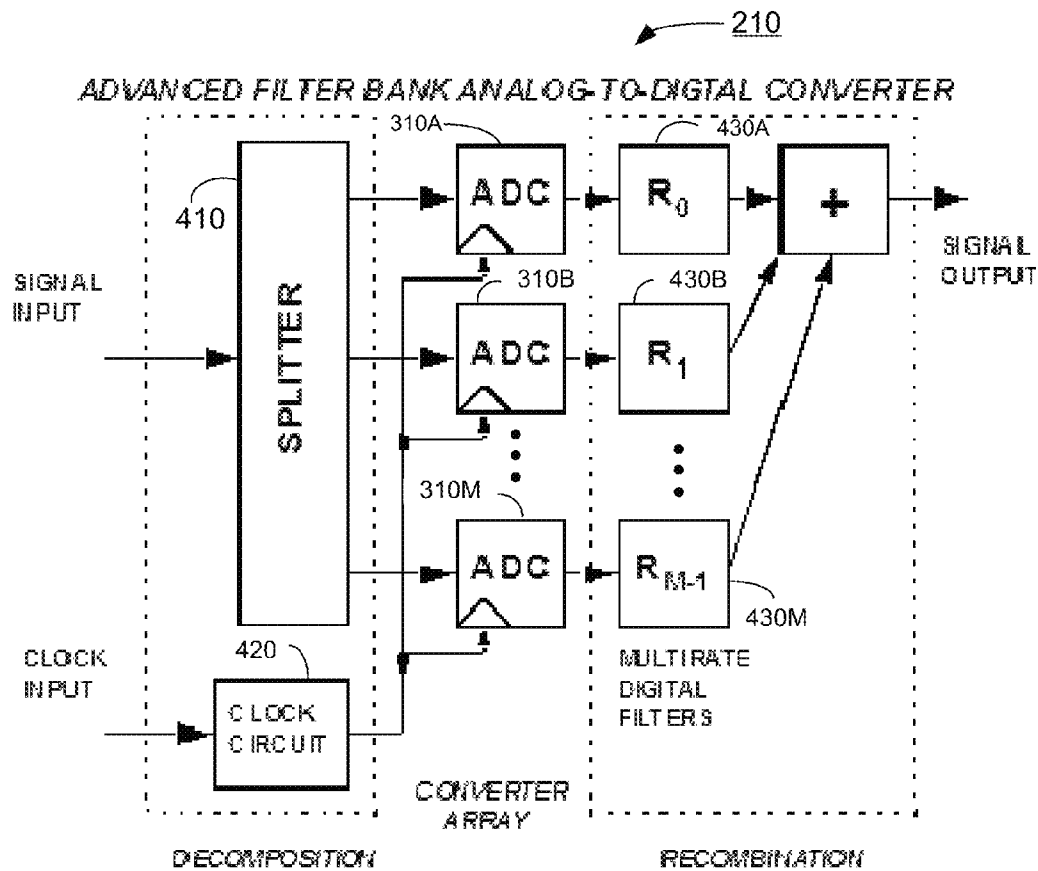 210
ADVANCED FILTER BANK ANALOG-TO-DIGTAL CONVERTER
310A
430A
410
ADC
R0
+
SIGNAL
OUTPUT
SIGNAL
INPUT
SPLITTER
310B
430B
ADC
R1
310M
ADC
RM-1
430M
CLOCK
INPUT
420
CLOCK
CIRCUIT
MULTIRATE
DIGITAL
FILTERS
CONVERTER
ARRAY
DECOMPOSITION
RECOMBINATION